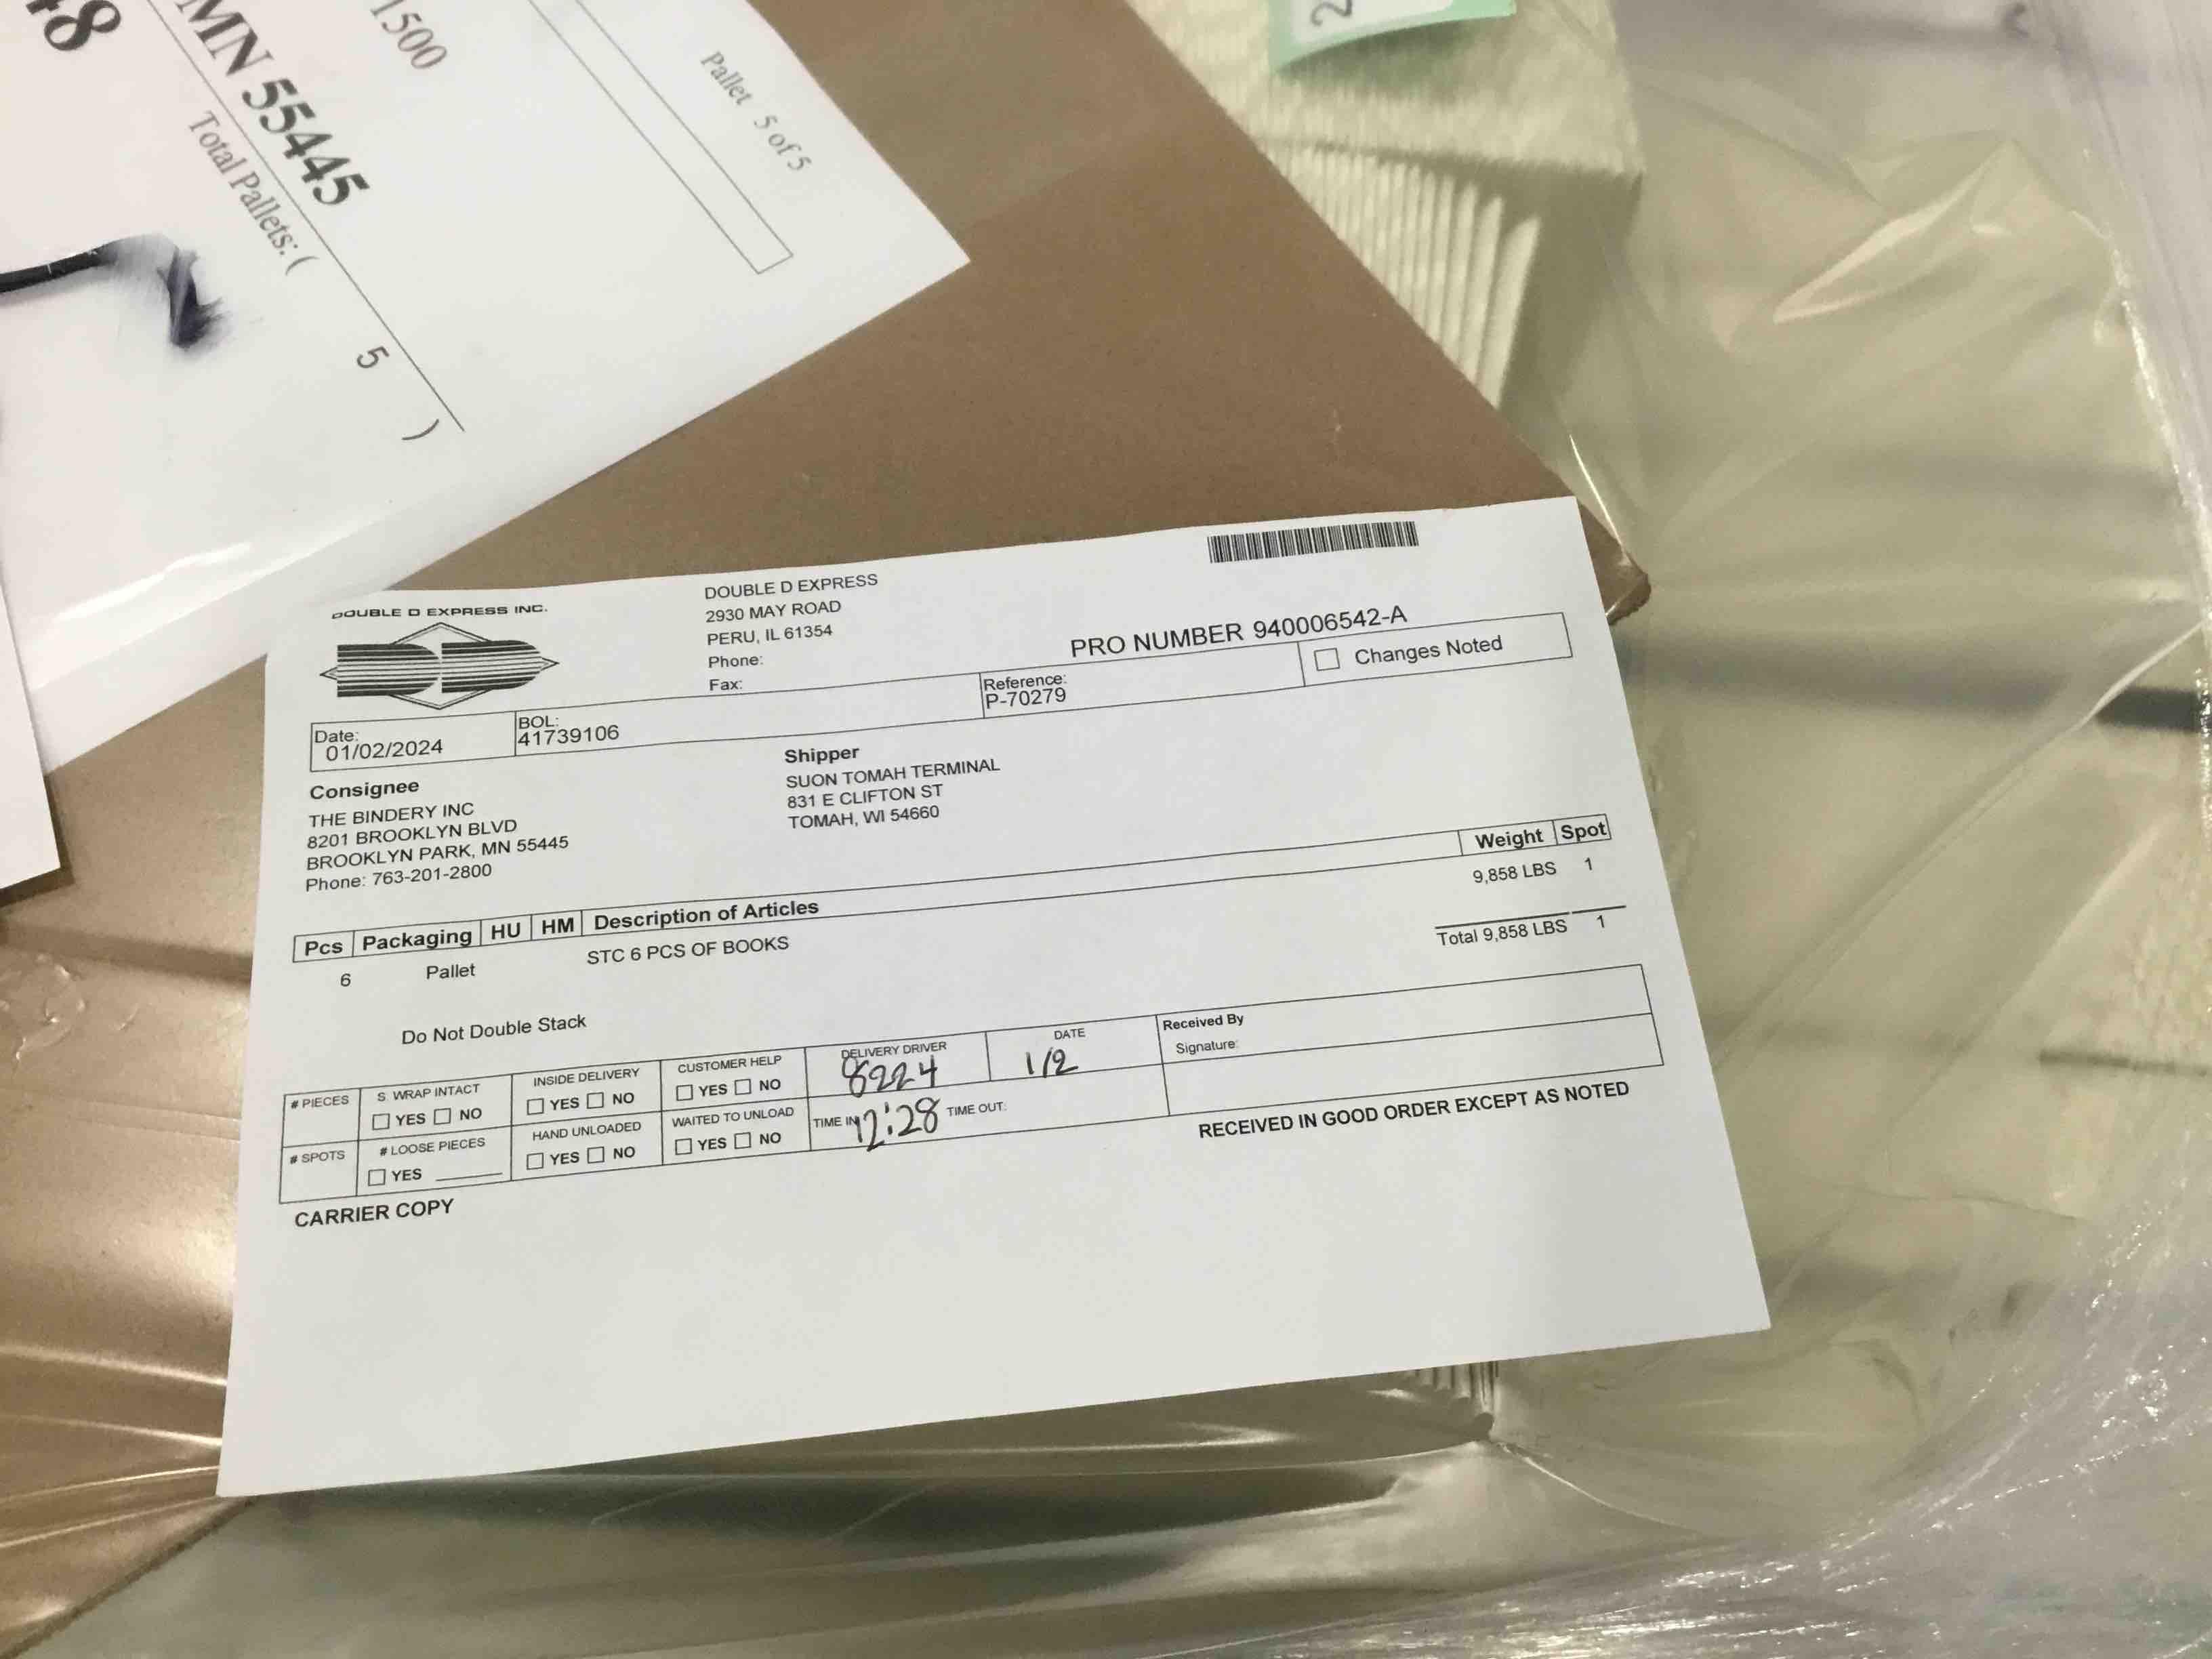 48
MN 55445
1500
Total Pallets: ( 5 )
Pallet 5 of 5
2
DOUBLE D EXPRESS INC.
DOUBLE D EXPRESS
2930 MAY ROAD
PERU, IL 61354
Phone:
Fax:
PRO NUMBER 940006542-A
Changes Noted
Date:
01/02/2024
BOL:
41739106
Reference:
P-70279
Consignee
THE BINDERY INC
8201 BROOKLYN BLVD
BROOKLYN PARK, MN 55445
Phone: 763-201-2800
Shipper
SUON TOMAH TERMINAL
831 E CLIFTON ST
TOMAH, WI 54660
Pcs Packaging HU HM Description of Articles Weight Spot
6 Pallet STC 6 PCS OF BOOKS 9,858 LBS 1
Total 9,858 LBS 1
Do Not Double Stack
# PIECES
S. WRAP INTACT
YES NO
INSIDE DELIVERY
YES NO
CUSTOMER HELP
YES NO
DELIVERY DRIVER
8224
DATE
1/2
Received By
Signature:
# SPOTS
# LOOSE PIECES
YES
HAND UNLOADED
YES NO
WAITED TO UNLOAD
YES NO
TIME IN 12:28 TIME OUT:
RECEIVED IN GOOD ORDER EXCEPT AS NOTED
CARRIER COPY